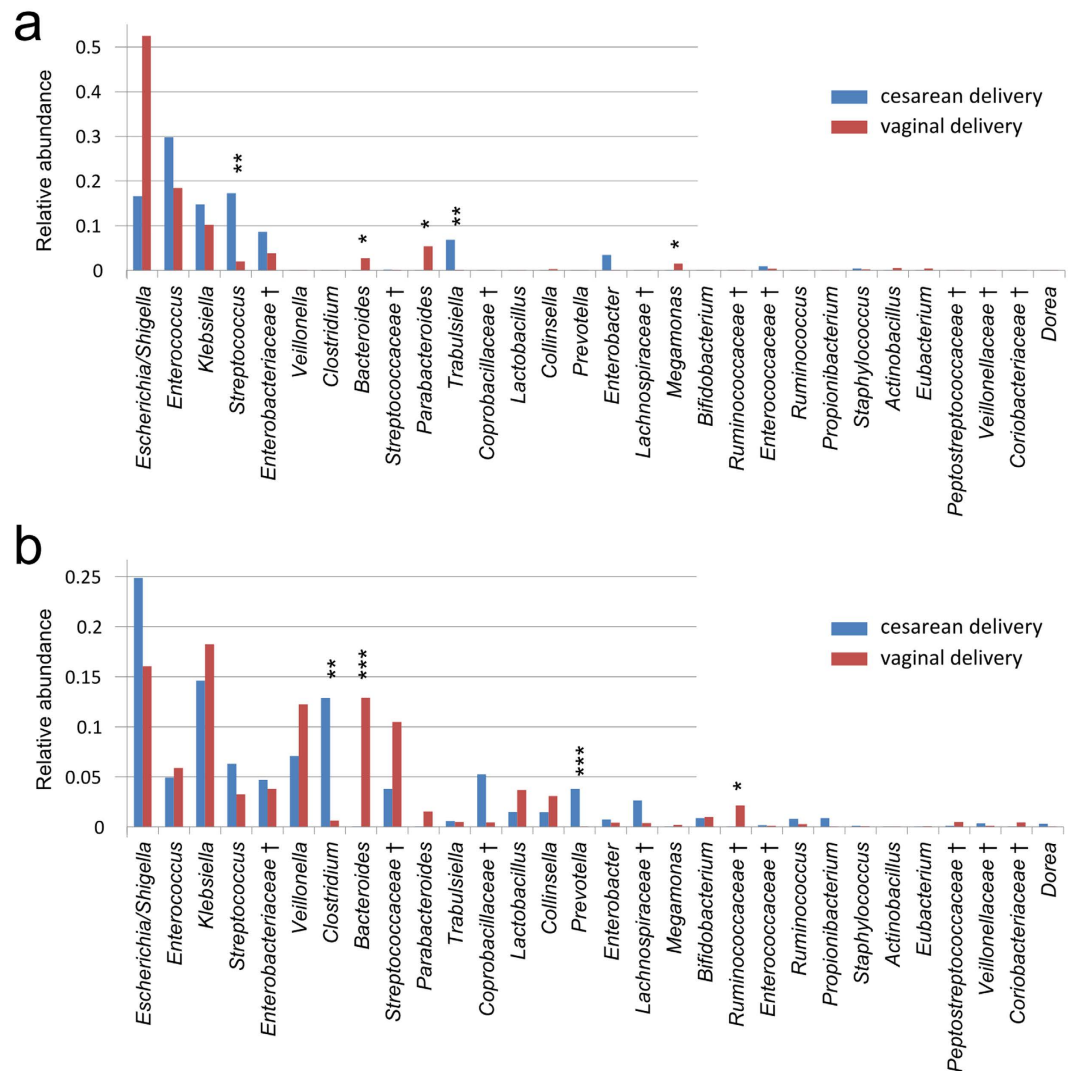 a
Relative abundance
0.5
0.4
0.3
0.2
0.1
0
cesarean delivery
vaginal delivery
**
*
*
**
*
Escherichia/Shigella
Enterococcus
Klebsiella
Streptococcus
Enterobacteriaceae †
Veillonella
Clostridium
Bacteroides
Streptoccaceae †
Parabacteroides
Trabulsiella
Coprobacillaceae †
Lactobacillus
Collinsella
Prevotella
Enterobacter
Lachnospiraceae †
Megamonas
Bifidobacterium
Ruminococcaceae †
Enterococcaceae †
Ruminococcus
Propionibacterium
Staphylococcus
Actinobacillus
Eubacterium
Peptostreptococcaceae †
Veillonellaceae †
Coriobacteriaceae †
Dorea
b
Relative abundance
0.25
0.2
0.15
0.1
0.05
0
cesarean delivery
vaginal delivery
**
***
***
*
Escherichia/Shigella
Enterococcus
Klebsiella
Streptococcus
Enterobacteriaceae †
Veillonella
Clostridium
Bacteroides
Streptococcaceae †
Parabacteroides
Trabulsiella
Coprobacillaceae †
Lactobacillus
Collinsella
Prevotella
Enterobacter
Lachnospiraceae †
Megamonas
Bifidobacterium
Ruminococcaceae †
Enterococcaceae †
Ruminococcus
Propionibacterium
Staphylococcus
Actinobacillus
Eubacterium
Peptostreptococcaceae †
Veillonellaceae †
Coriobacteriaceae †
Dorea